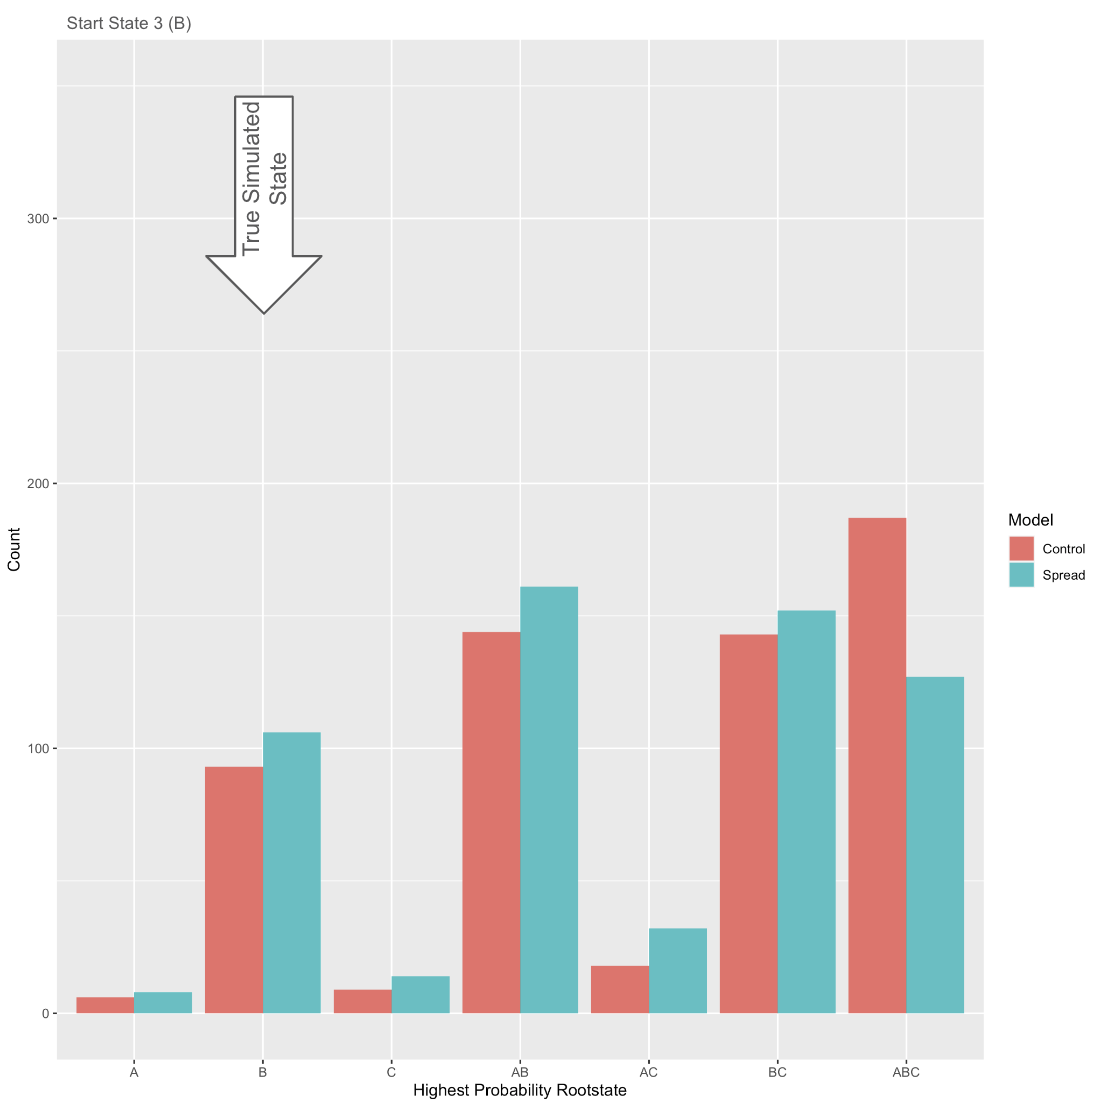 Start State 3 (B)
True Simulated
State
300
200
100
0
Count
A B C AB AC BC ABC
Highest Probability Rootstate
Model
Control
Spread